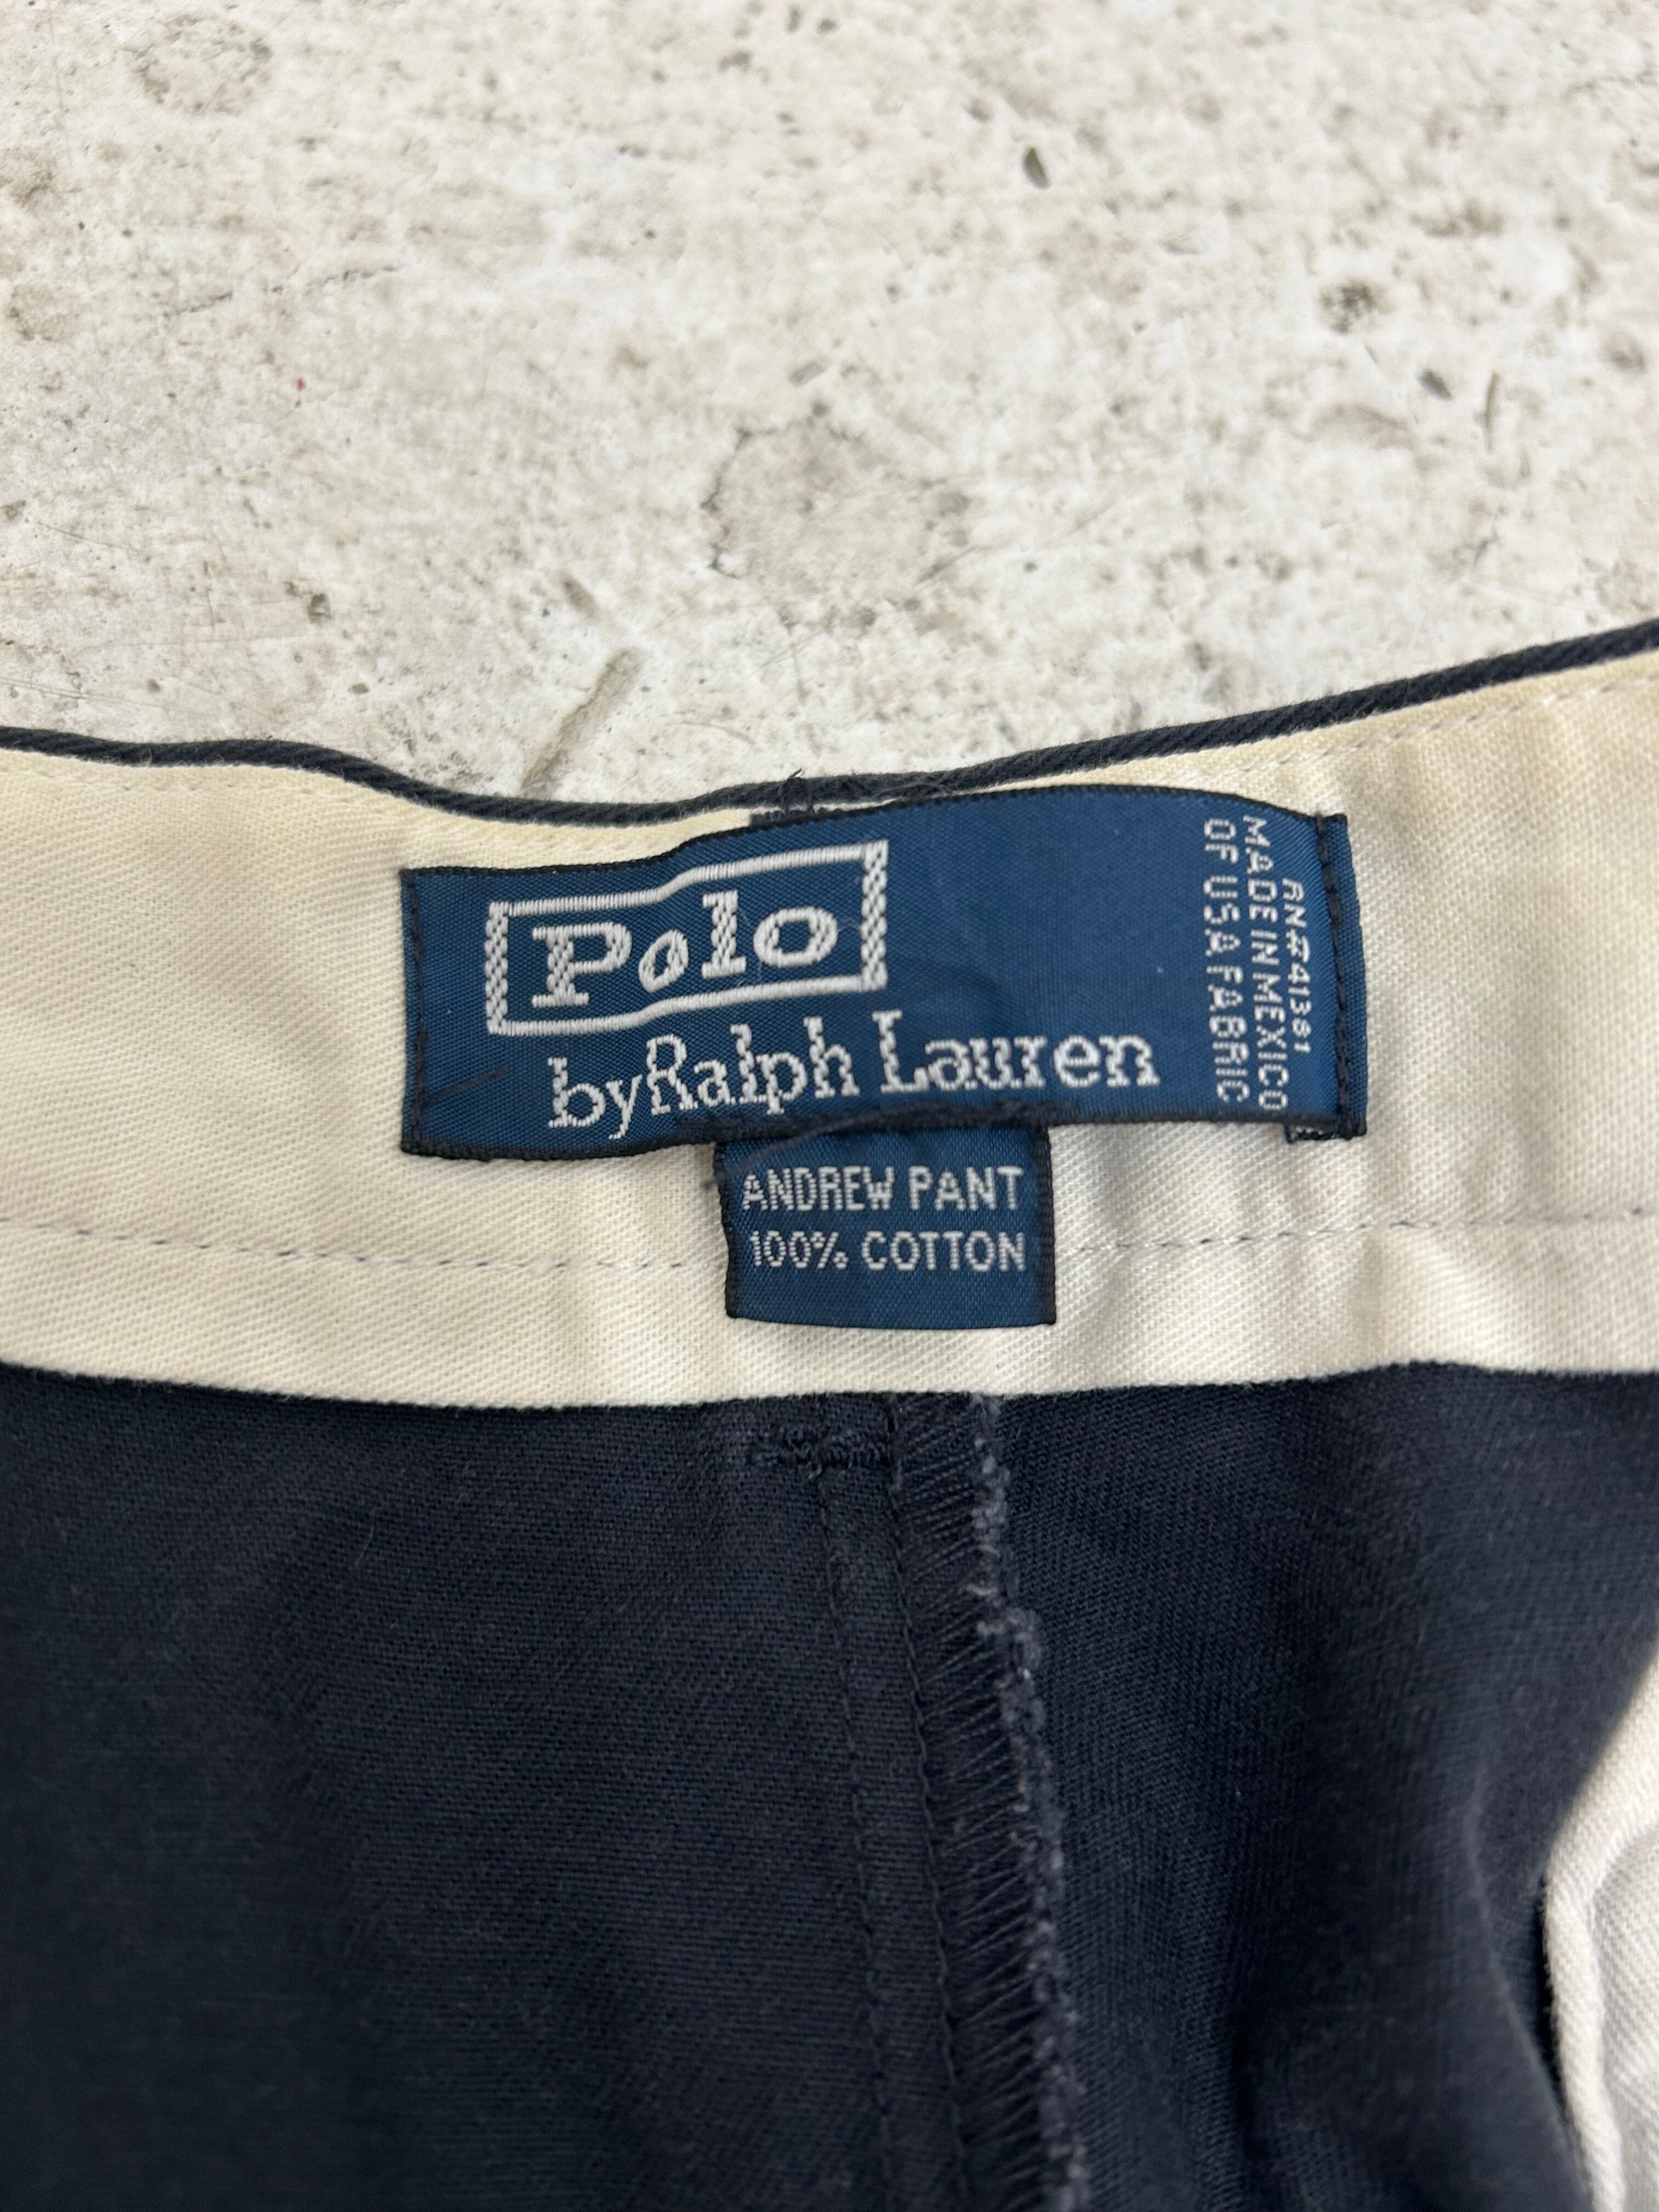 Polo
by Ralph Lauren
RN#41381
MADE IN MEXICO
OF USA FABRIC
ANDREW PANT
100% COTTON